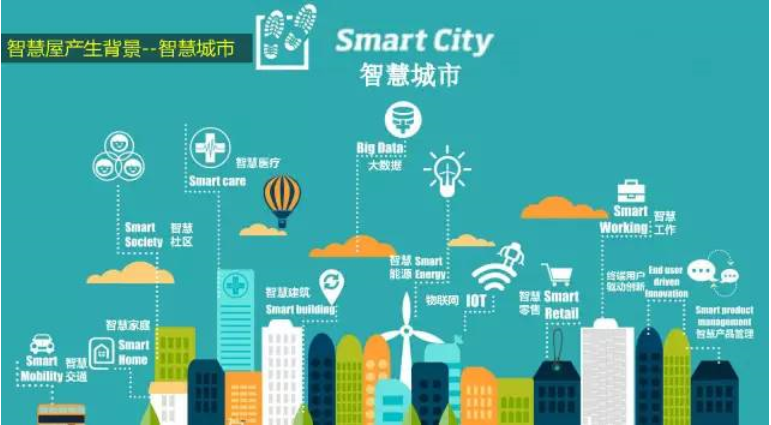 智慧屋产生背景--智慧城市
Smart City
智慧城市
Big Data
大数据
智慧医疗
Smart care
Smart
Society
智慧
社区
Smart
Working
智慧
工作
智慧
能源
Smart
Energy
终端用户
驱动创新
End user
driven
innovation
智慧建筑
Smart building
物联网
IOT
智慧
零售
Smart
Retail
Smart product
management
智慧产品管理
智慧家庭
Smart
Home
Smart
Mobility
智慧
交通